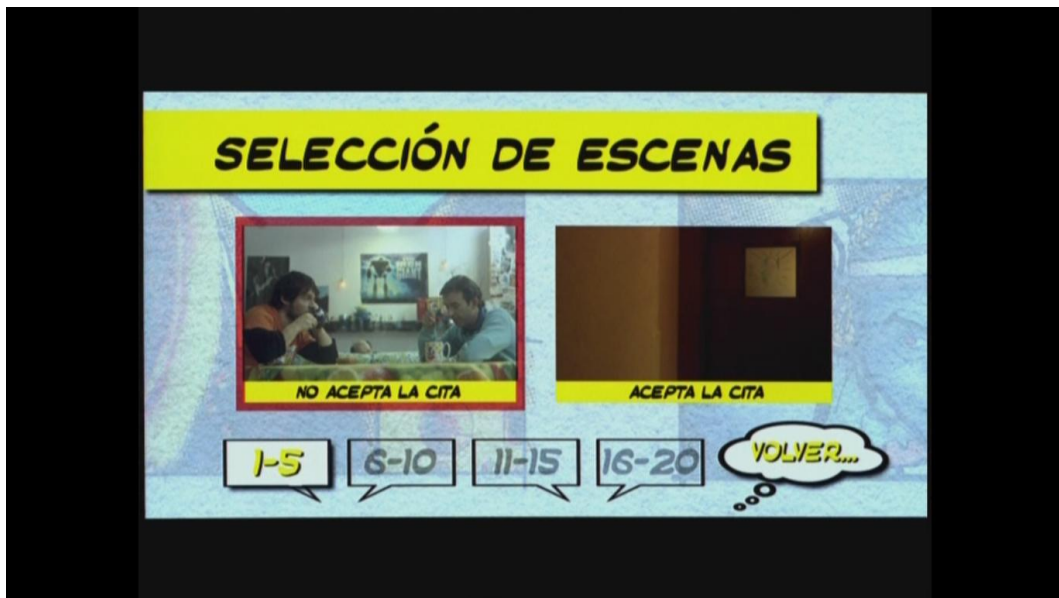 SELECCIÓN DE ESCENAS
NO ACEPTA LA CITA
ACEPTA LA CITA
1-5
6-10
11-15
16-20
VOLVER...